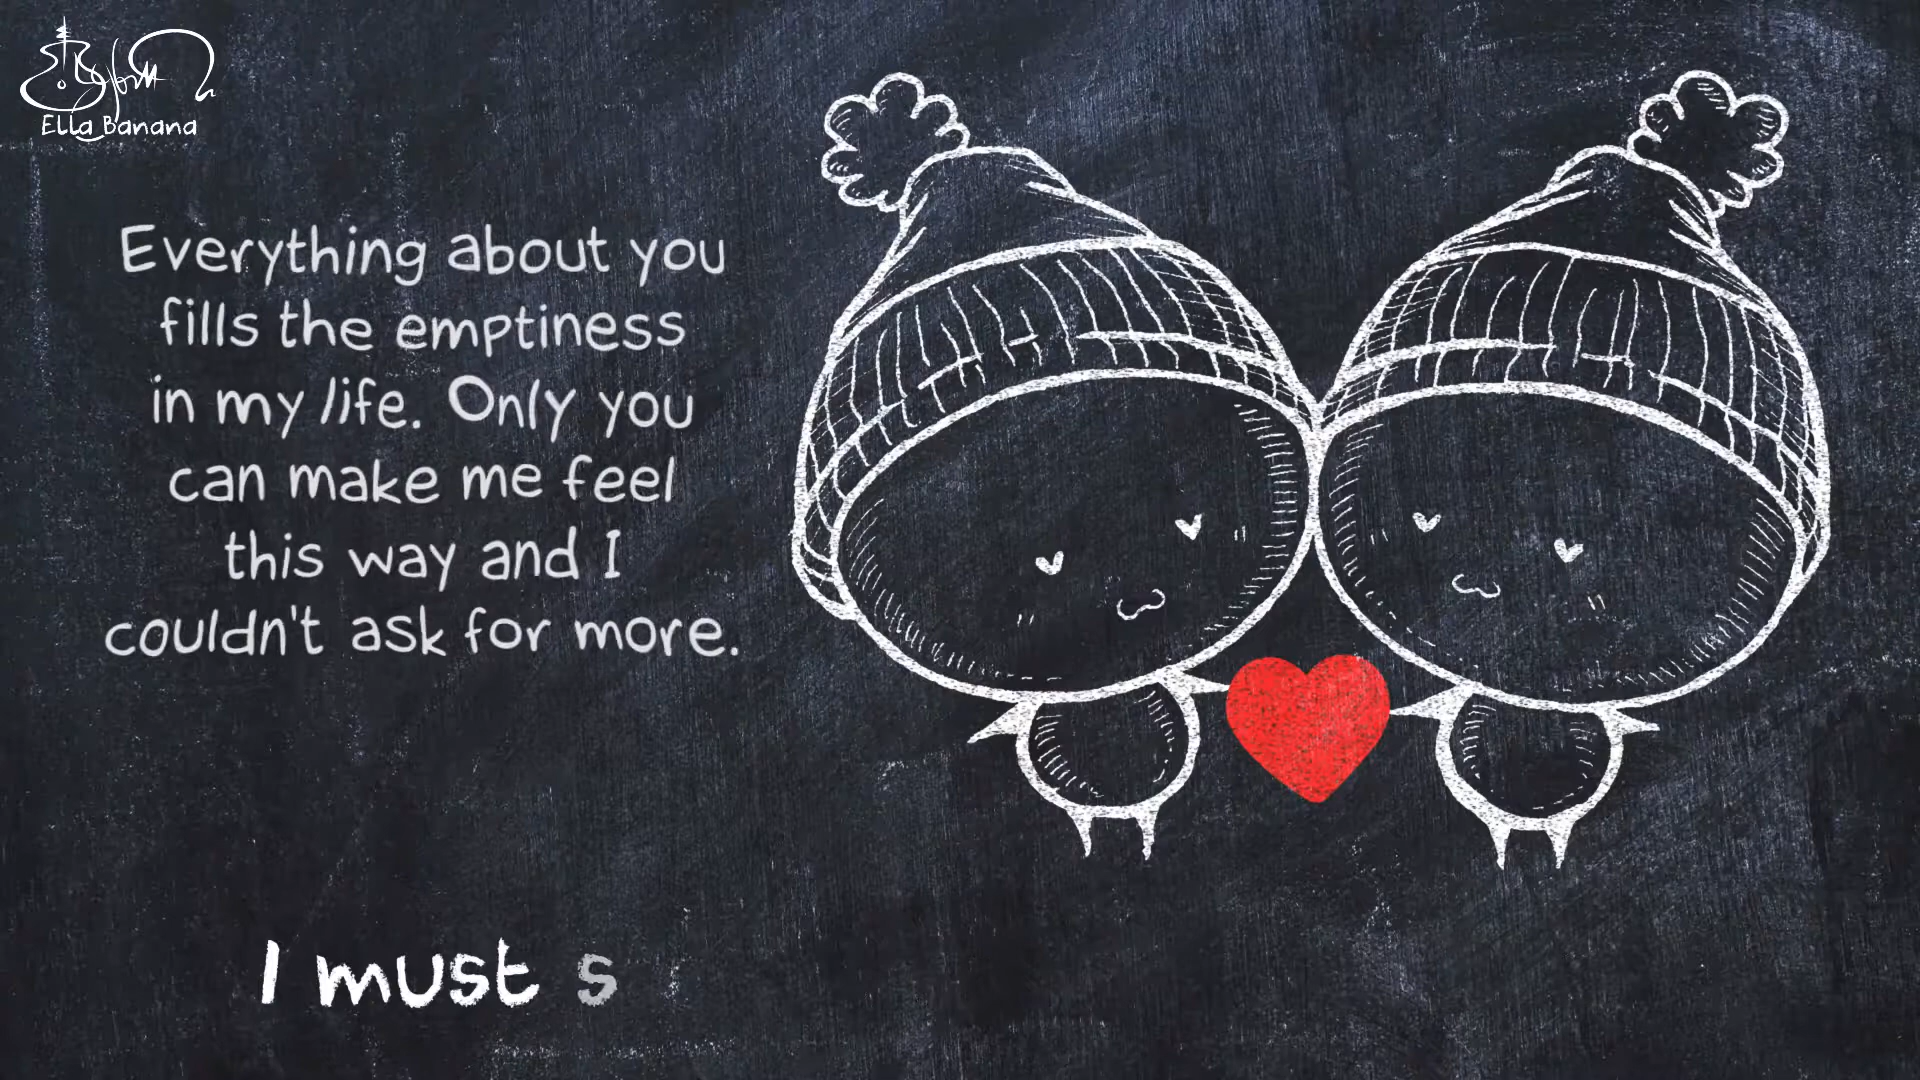 Ella Banana
Everything about you
fills the emptiness
in my life. Only you
can make me feel
this way and I
couldn't ask for more.
I must s